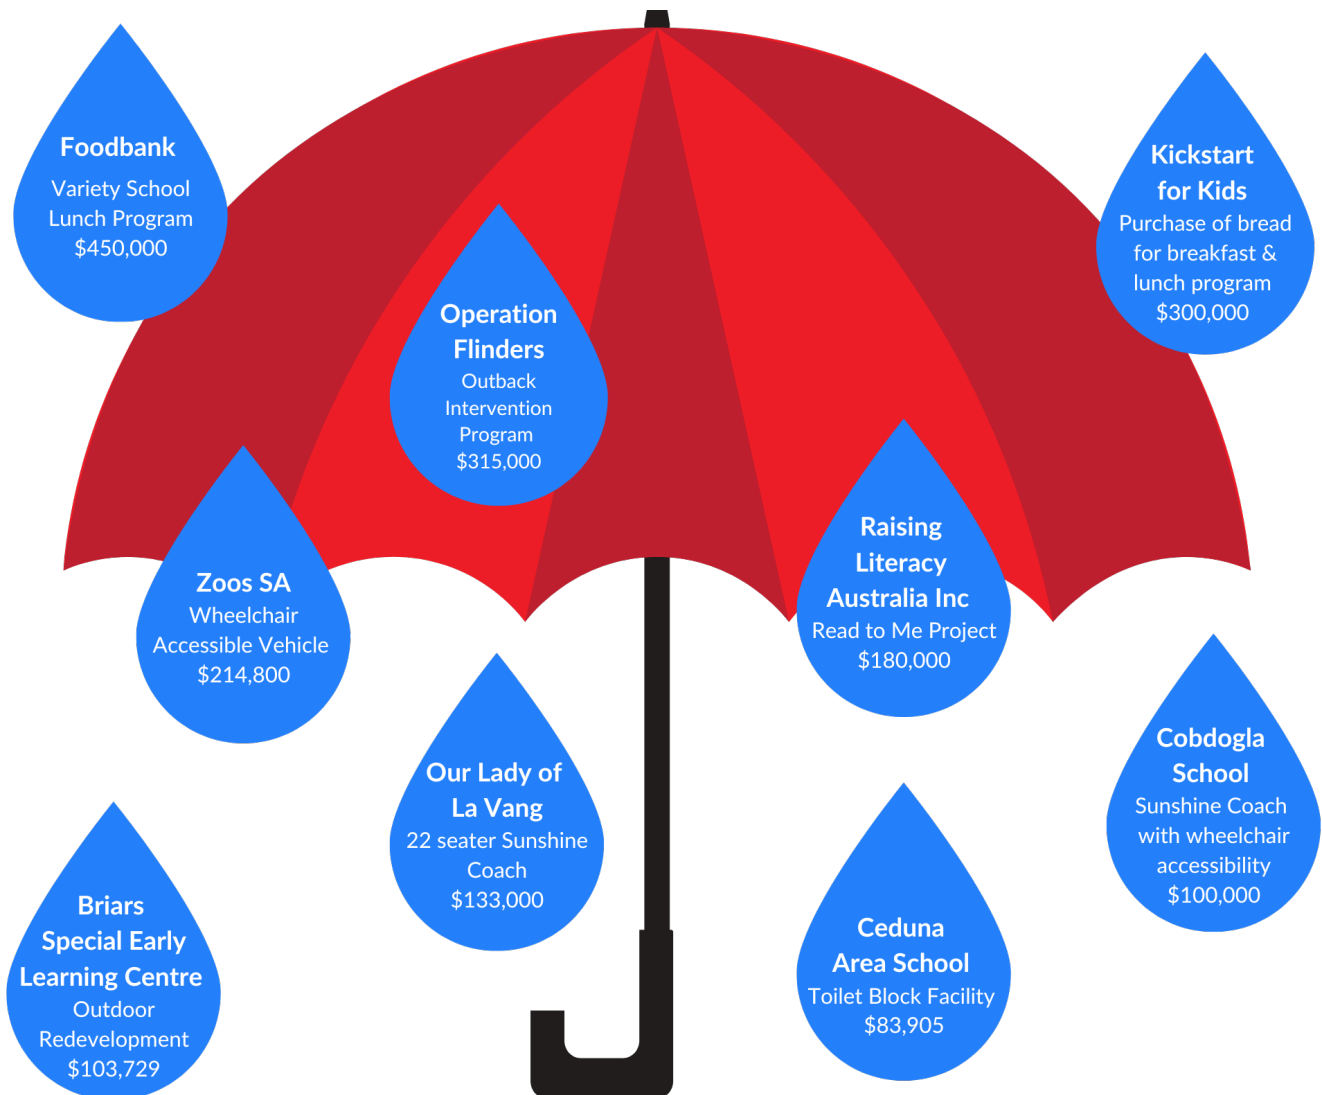 Foodbank
Variety School
Lunch Program
$450,000
Kickstart
for Kids
Purchase of bread
for breakfast &
lunch program
$300,000
Operation
Flinders
Outback
Intervention
Program
$315,000
Zoos SA
Wheelchair
Accessible Vehicle
$214,800
Raising
Literacy
Australia Inc
Read to Me Project
$180,000
Our Lady of
La Vang
22 seater Sunshine
Coach
$133,000
Cobdogla
School
Sunshine Coach
with wheelchair
accessibility
$100,000
Briars
Special Early
Learning Centre
Outdoor
Redevelopment
$103,729
Ceduna
Area School
Toilet Block Facility
$83,905